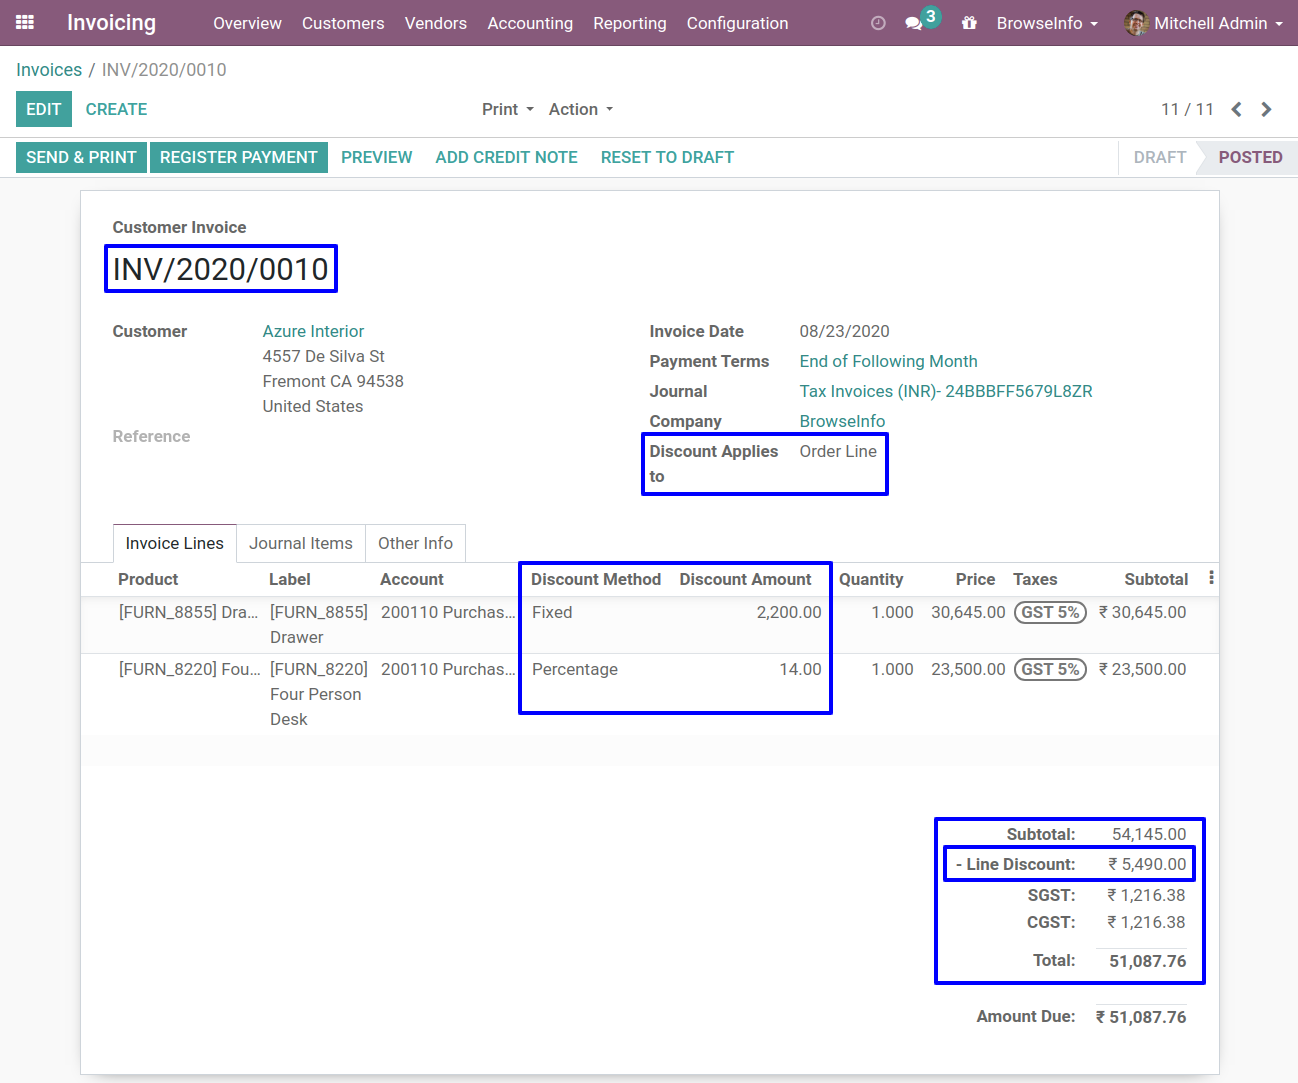 Invoicing Overview Customers Vendors Accounting Reporting Configuration 3 BrowseInfo Mitchell Admin
Invoices / INV/2020/0010
EDIT CREATE Print Action 11 / 11
SEND & PRINT REGISTER PAYMENT PREVIEW ADD CREDIT NOTE RESET TO DRAFT DRAFT POSTED
Customer Invoice
INV/2020/0010
Customer Azure Interior
4557 De Silva St
Fremont CA 94538
United States
Reference
Invoice Date 08/23/2020
Payment Terms End of Following Month
Journal Tax Invoices (INR)- 24BBBFF5679L8ZR
Company BrowseInfo
Discount Applies Order Line
to
Invoice Lines Journal Items Other Info
Product Label Account Discount Method Discount Amount Quantity Price Taxes Subtotal
[FURN_8855] Dra... [FURN_8855] 200110 Purchas... Fixed 2,200.00 1.000 30,645.00 GST 5% ₹ 30,645.00
Drawer
[FURN_8220] Fou... [FURN_8220] 200110 Purchas... Percentage 14.00 1.000 23,500.00 GST 5% ₹ 23,500.00
Four Person
Desk
Subtotal: 54,145.00
- Line Discount: ₹ 5,490.00
SGST: ₹ 1,216.38
CGST: ₹ 1,216.38
Total: 51,087.76
Amount Due: ₹ 51,087.76